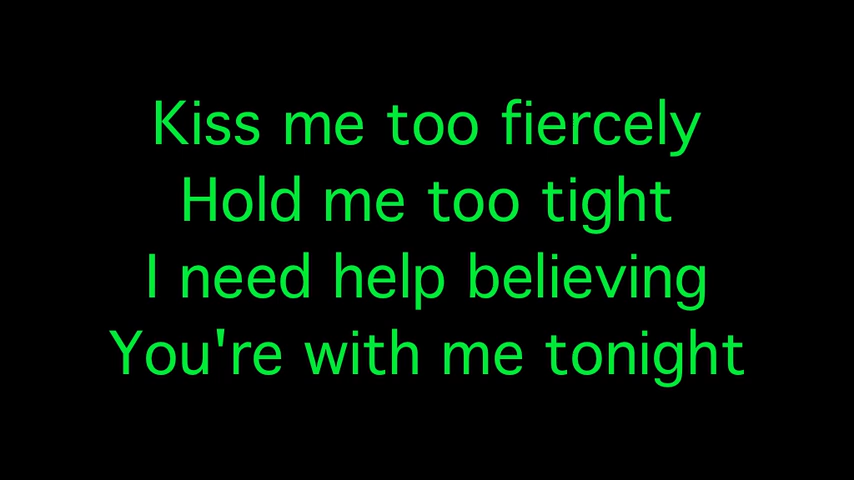 Kiss me too fiercely
Hold me too tight
I need help believing
You're with me tonight